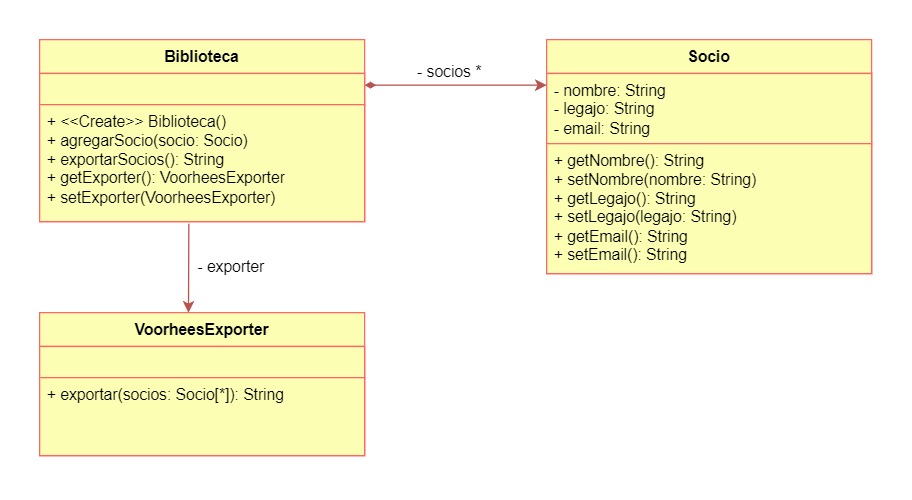 Biblioteca
+ <<Create>> Biblioteca()
+ agregarSocio(socio: Socio)
+ exportarSocios(): String
+ getExporter(): VoorheesExporter
+ setExporter(VoorheesExporter)
- socios *
Socio
- nombre: String
- legajo: String
- email: String
+ getNombre(): String
+ setNombre(nombre: String)
+ getLegajo(): String
+ setLegajo(legajo: String)
+ getEmail(): String
+ setEmail(): String
- exporter
VoorheesExporter
+ exportar(socios: Socio[*]): String